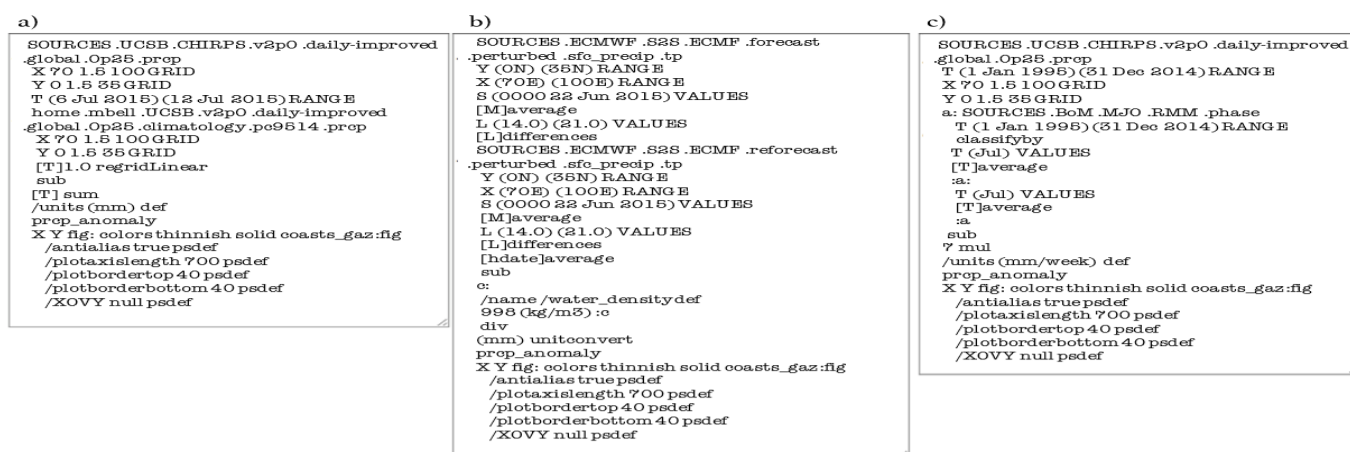 a)
SOURCES .UCSB .CHIRPS .v2p0 .daily-improved
.global .0p25 .prcp
X 70 1.5 100 GRID
Y 0 1.5 35 GRID
T (6 Jul 2015) (12 Jul 2015) RANGE
home .mbell .UCSB .v2p0 .daily-improved
.global .0p25 .climatology .pc9514 .prcp
X 70 1.5 100 GRID
Y 0 1.5 35 GRID
[T]1.0 regridLinear
sub
[T] sum
/units (mm) def
prcp_anomaly
X Y fig: colors thinnish solid coasts_gaz :fig
/antialias true psdef
/plotaxislength 700 psdef
/plotbordertop 40 psdef
/plotborderbottom 40 psdef
/XOVY null psdef
b)
SOURCES .ECMWF .S2S .ECMF .forecast
.perturbed .sfc_precip .tp
Y (0N) (35N) RANGE
X (70E) (100E) RANGE
S (0000 22 Jun 2015) VALUES
[M]average
L (14.0) (21.0) VALUES
[L]differences
SOURCES .ECMWF .S2S .ECMF .reforecast
.perturbed .sfc_precip .tp
Y (0N) (35N) RANGE
X (70E) (100E) RANGE
S (0000 22 Jun 2015) VALUES
[M]average
L (14.0) (21.0) VALUES
[L]differences
[hdate]average
sub
c:
/name /water_density def
998 (kg/m3) :c
div
(mm) unitconvert
prcp_anomaly
X Y fig: colors thinnish solid coasts_gaz :fig
/antialias true psdef
/plotaxislength 700 psdef
/plotbordertop 40 psdef
/plotborderbottom 40 psdef
/XOVY null psdef
c)
SOURCES .UCSB .CHIRPS .v2p0 .daily-improved
.global .0p25 .prcp
T (1 Jan 1995) (31 Dec 2014) RANGE
X 70 1.5 100 GRID
Y 0 1.5 35 GRID
a: SOURCES .BoM .MJO .RMM .phase
T (1 Jan 1995) (31 Dec 2014) RANGE
classifyby
T (Jul) VALUES
[T]average
:a:
T (Jul) VALUES
[T]average
:a
sub
7 mul
/units (mm/week) def
prcp_anomaly
X Y fig: colors thinnish solid coasts_gaz :fig
/antialias true psdef
/plotaxislength 700 psdef
/plotbordertop 40 psdef
/plotborderbottom 40 psdef
/XOVY null psdef